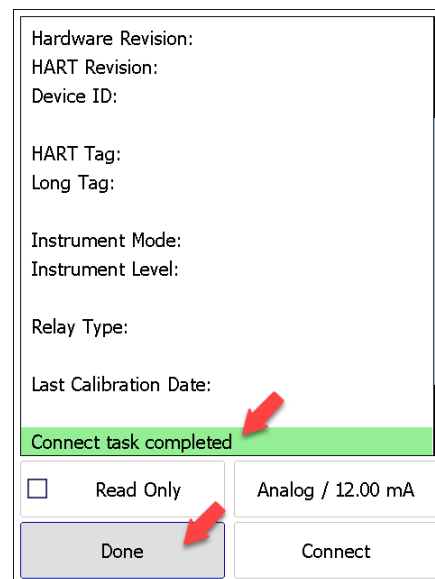 Hardware Revision:
HART Revision:
Device ID:
HART Tag:
Long Tag:
Instrument Mode:
Instrument Level:
Relay Type:
Last Calibration Date:
Connect task completed
Read Only
Analog / 12.00 mA
Done
Connect